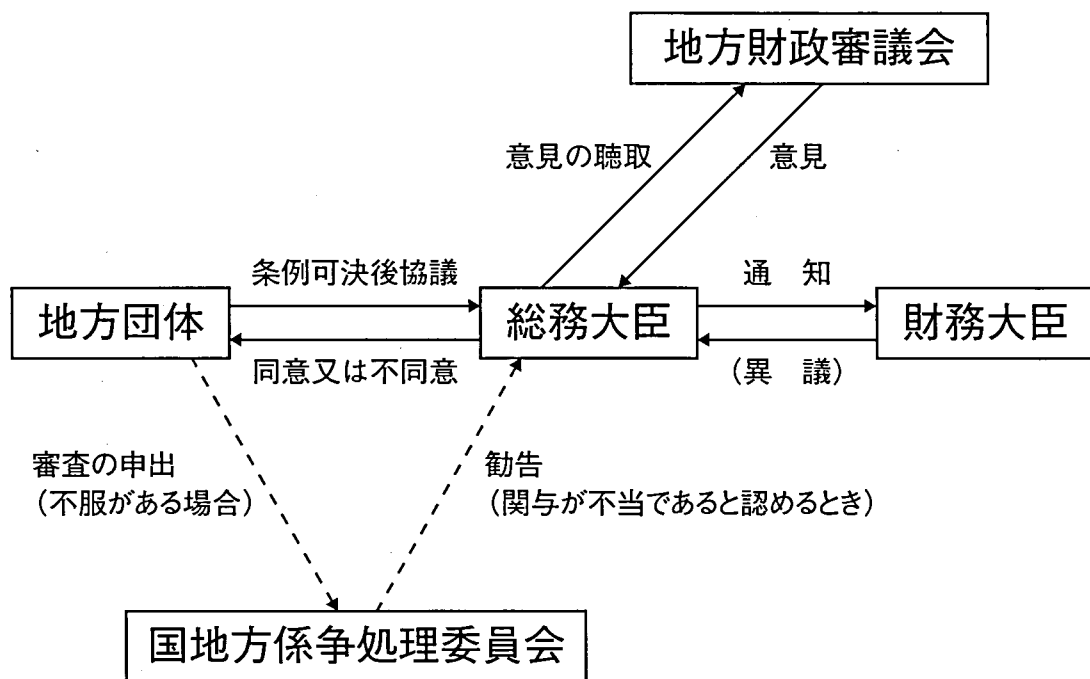 地方財政審議会
意見の聴取
意見
条例可決後協議
通　知
地方団体
総務大臣
財務大臣
同意又は不同意
（異　議）
審査の申出
（不服がある場合）
勧告
（関与が不当であると認めるとき）
国地方係争処理委員会